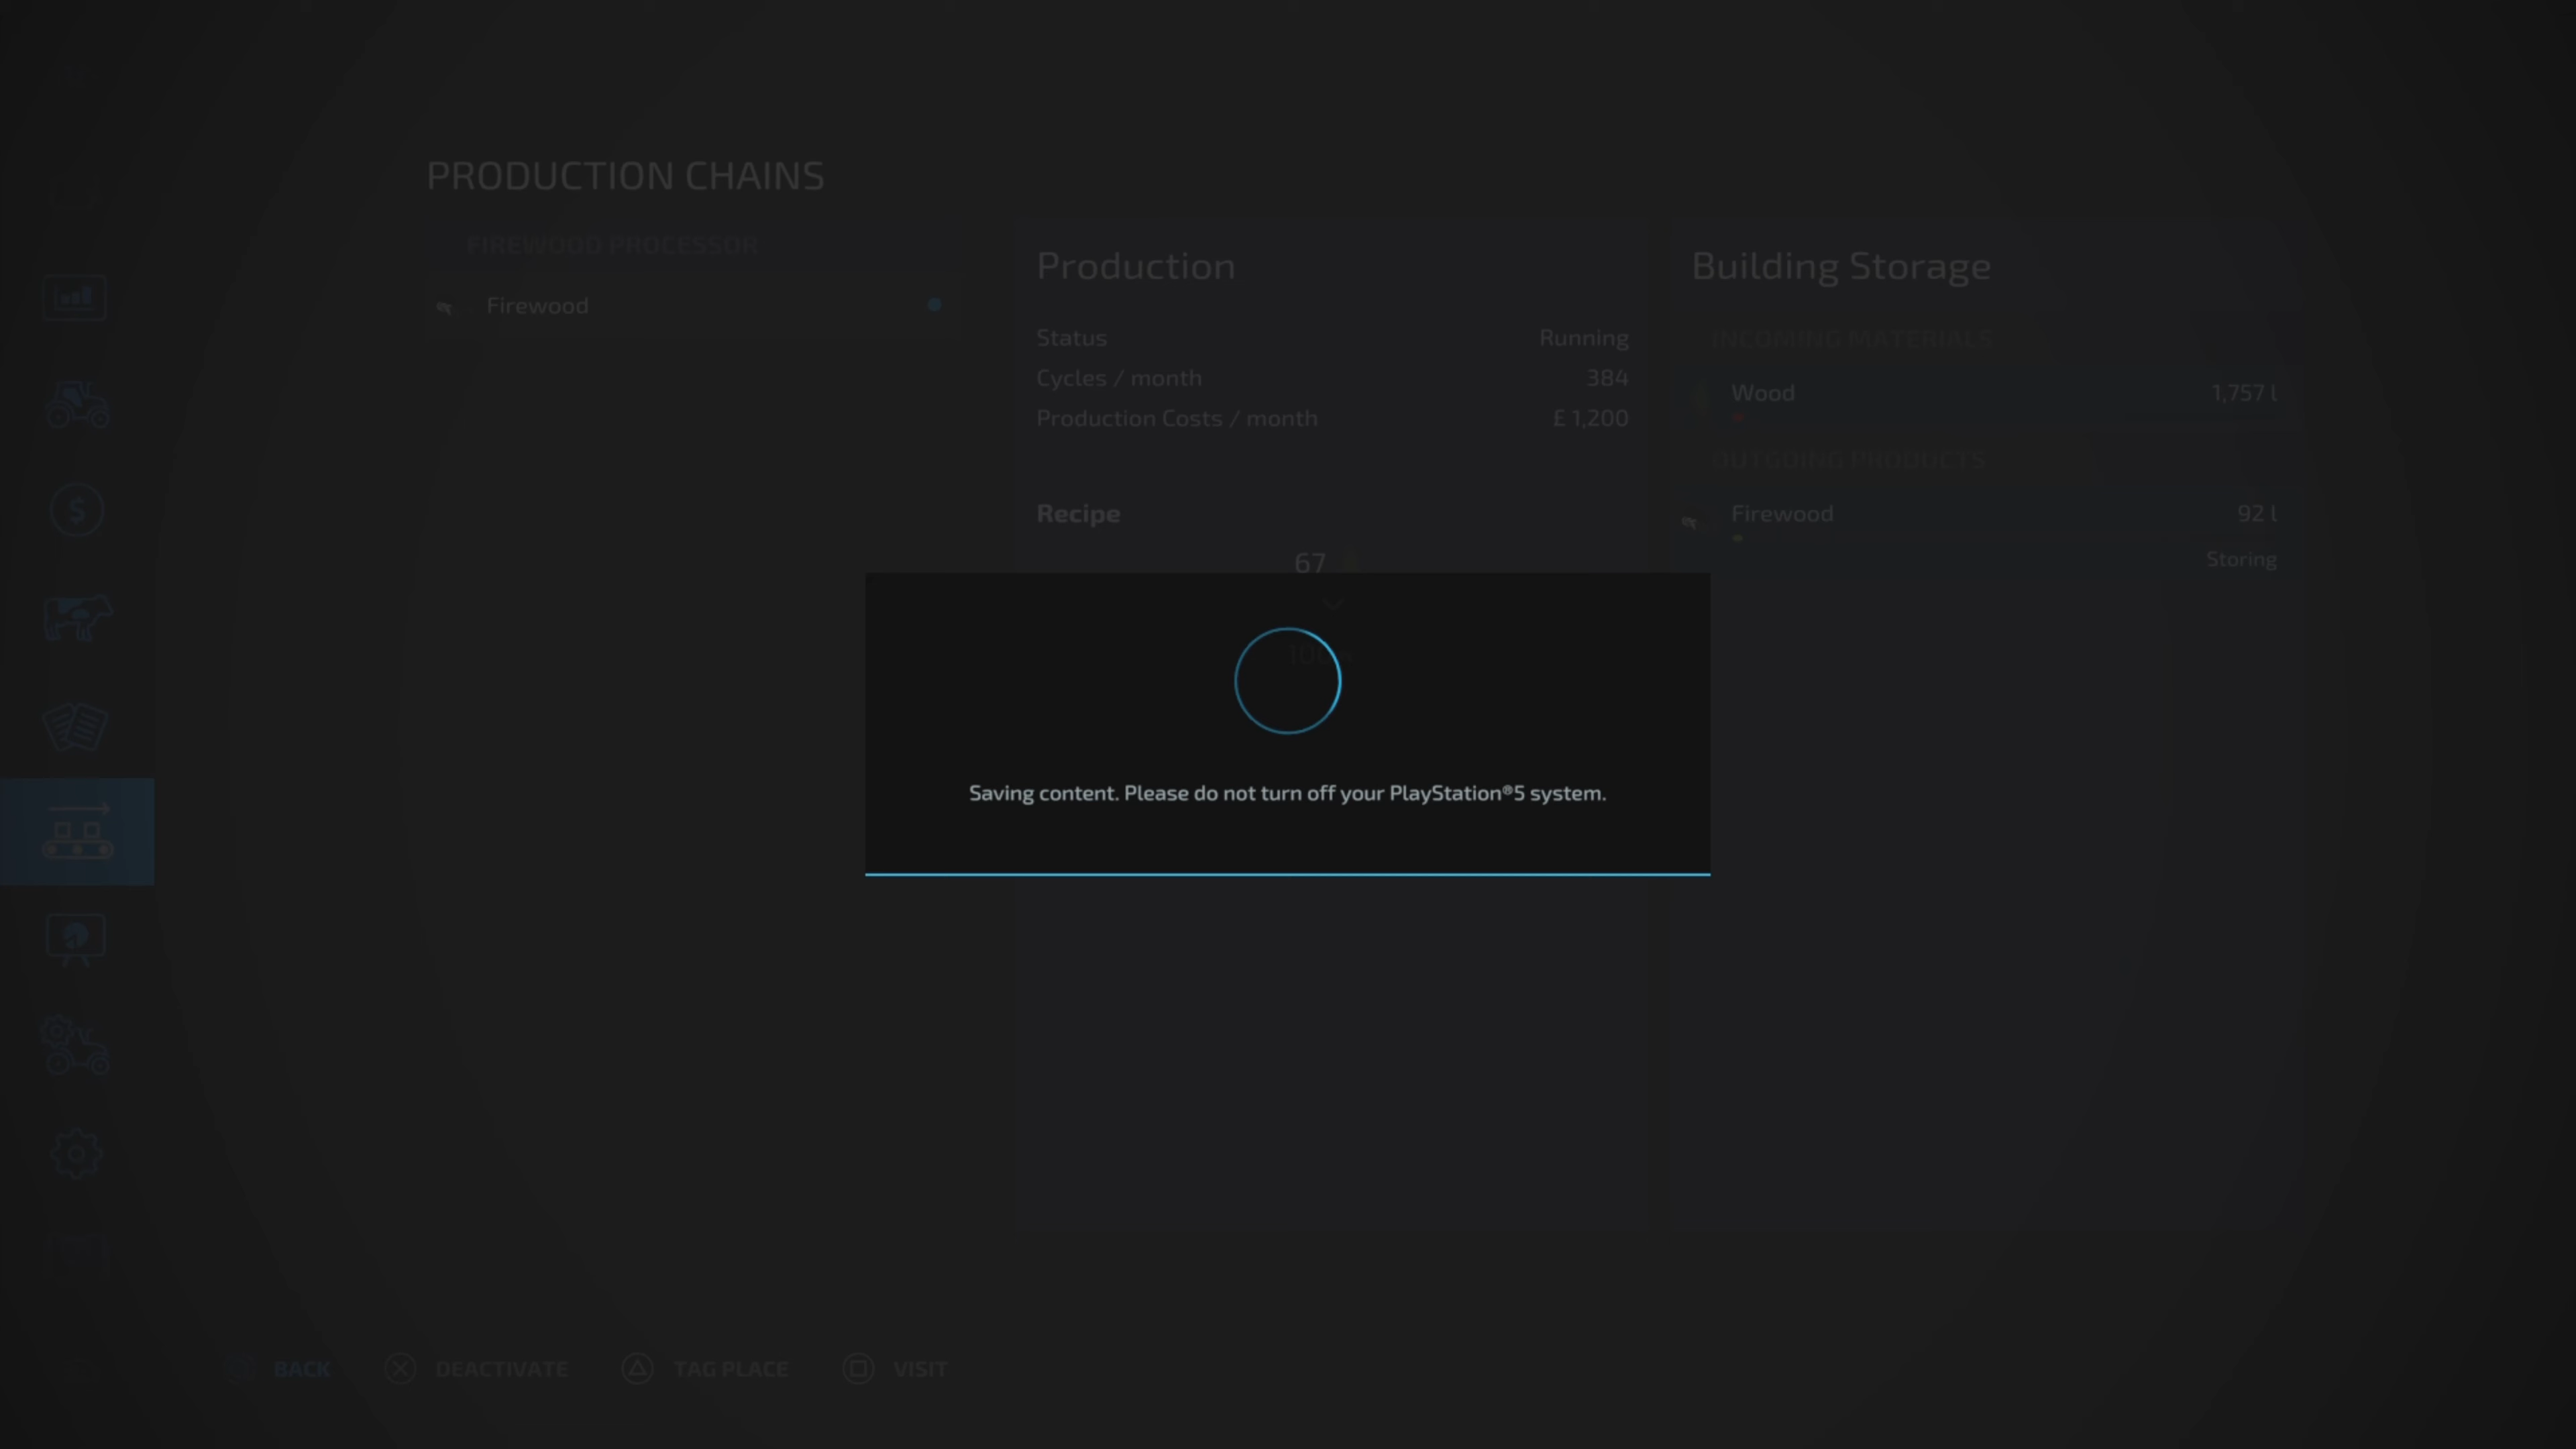 PRODUCTION CHAINS
FIREWOOD PROCESSOR
Firewood
Production
Status Running
Cycles / month 384
Production Costs / month £ 1,200
Recipe
67
100
Building Storage
INCOMING MATERIALS
Wood 1,757 l
OUTGOING PRODUCTS
Firewood 92 l
Storing
Saving content. Please do not turn off your PlayStation®5 system.
BACK DEACTIVATE TAG PLACE VISIT